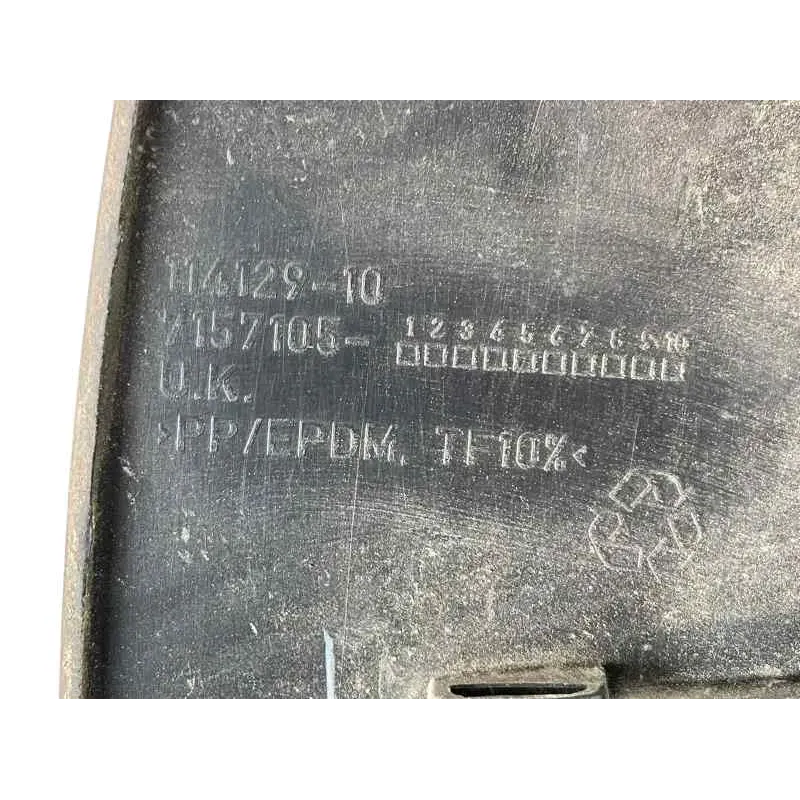 114129-10
7157105-
1 2 3 4 5 6 7 8 9 10
U.K.
>PP/EPDM. TF10%<